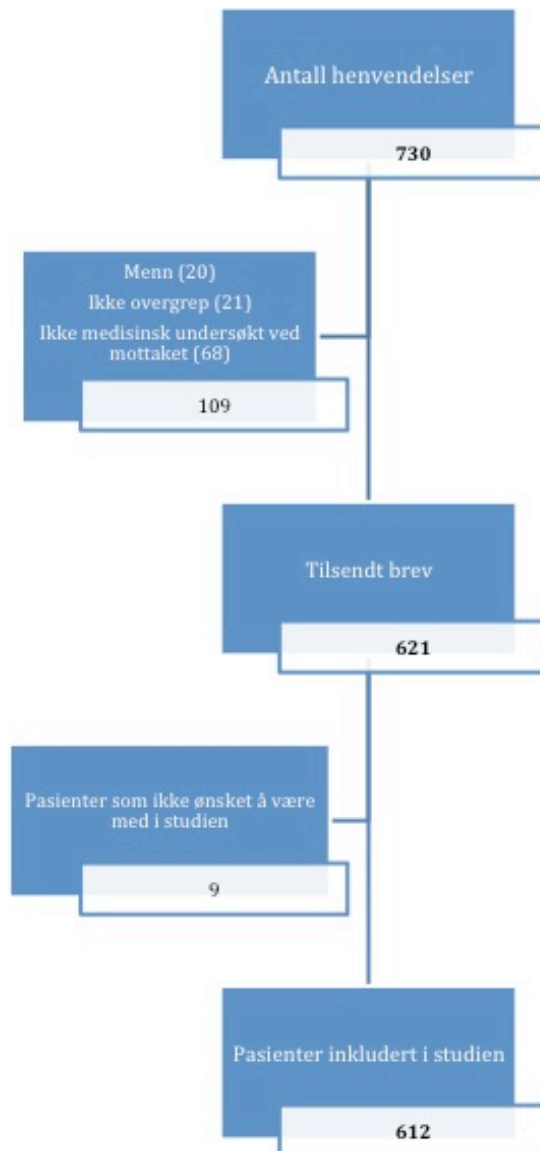 Antall henvendelser
730
Menn (20)
Ikke overgrep (21)
Ikke medisinsk undersøkt ved
mottaket (68)
109
Tilsendt brev
621
Pasienter som ikke ønsket å være
med i studien
9
Pasienter inkludert i studien
612